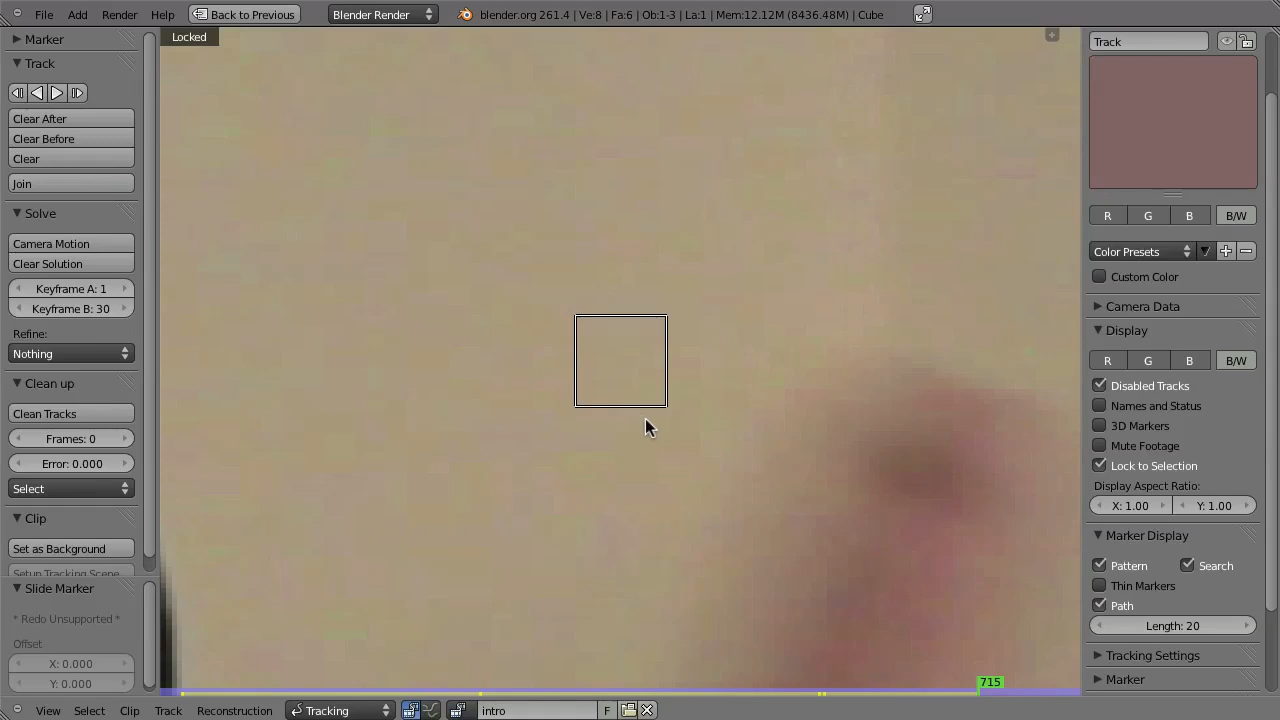 File Add Render Help Back to Previous Blender Render blender.org 261.4 | Ve:8 | Fa:6 | Ob:1-3 | La:1 | Mem:12.12M (8436.48M) | Cube
Marker
Track
Clear After
Clear Before
Clear
Join
Solve
Camera Motion
Clear Solution
Keyframe A: 1
Keyframe B: 30
Refine:
Nothing
Clean up
Clean Tracks
Frames: 0
Error: 0.000
Select
Clip
Set as Background
Setup Tracking Scene
Slide Marker
* Redo Unsupported *
Offset
X: 0.000
Y: 0.000
Locked
715
Track
R G B B/W
Color Presets
Custom Color
Camera Data
Display
R G B B/W
Disabled Tracks
Names and Status
3D Markers
Mute Footage
Lock to Selection
Display Aspect Ratio:
X: 1.00 Y: 1.00
Marker Display
Pattern Search
Thin Markers
Path
Length: 20
Tracking Settings
Marker
View Select Clip Track Reconstruction Tracking intro F